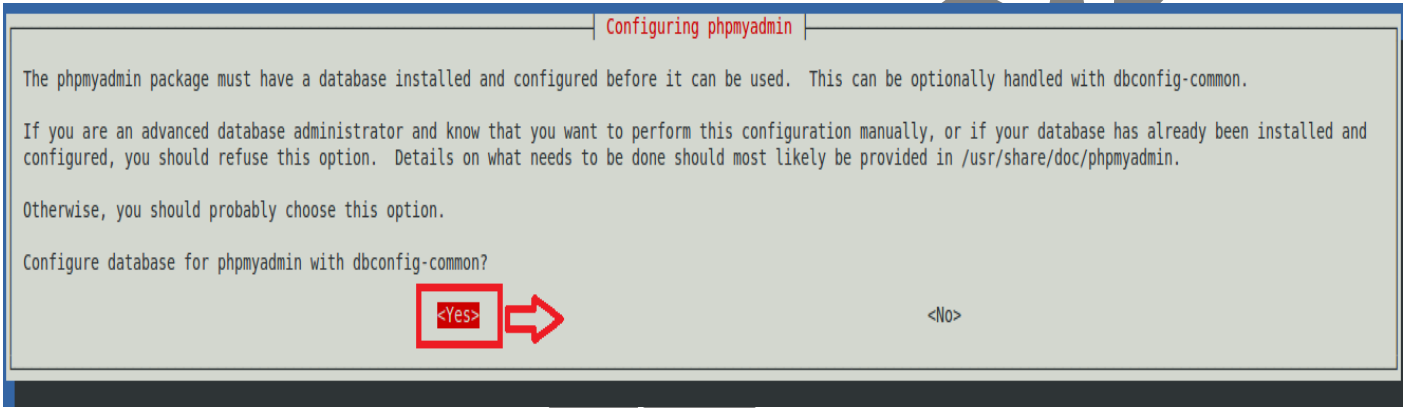 Configuring phpmyadmin
The phpmyadmin package must have a database installed and configured before it can be used.  This can be optionally handled with dbconfig-common.
If you are an advanced database administrator and know that you want to perform this configuration manually, or if your database has already been installed and
configured, you should refuse this option.  Details on what needs to be done should most likely be provided in /usr/share/doc/phpmyadmin.
Otherwise, you should probably choose this option.
Configure database for phpmyadmin with dbconfig-common?
<Yes> <No>